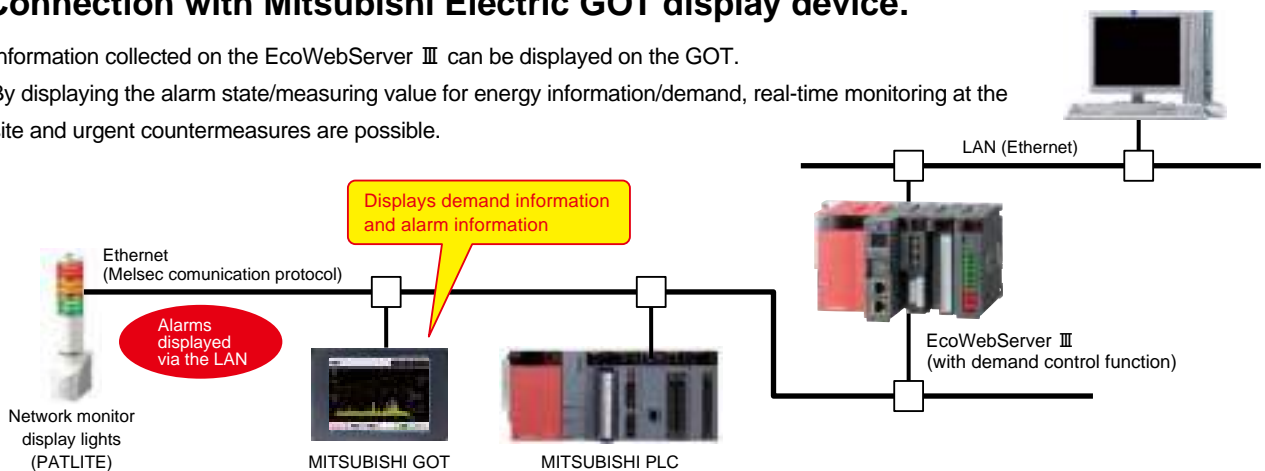 Connection with Mitsubishi Electric GOT display device.
Information collected on the EcoWebServer Ⅲ can be displayed on the GOT.
By displaying the alarm state/measuring value for energy information/demand, real-time monitoring at the
site and urgent countermeasures are possible.
LAN (Ethernet)
Displays demand information
and alarm information
Ethernet
(Melsec comunication protocol)
Alarms
displayed
via the LAN
EcoWebServer Ⅲ
(with demand control function)
Network monitor
display lights
(PATLITE)
MITSUBISHI GOT
MITSUBISHI PLC